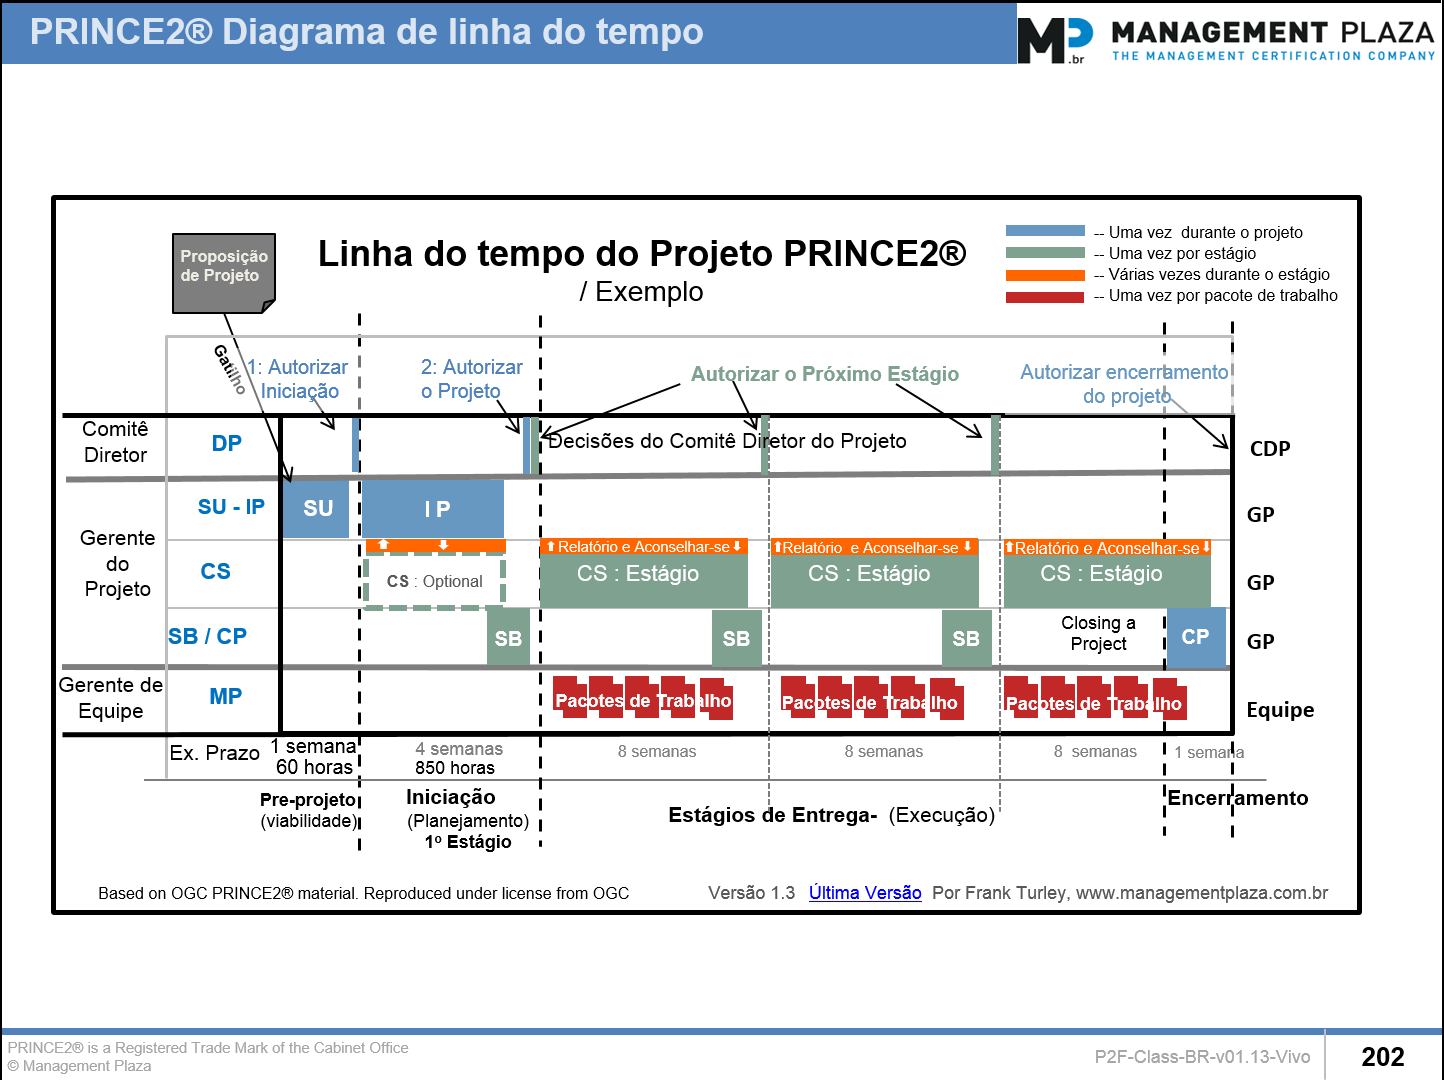 PRINCE2® Diagrama de linha do tempo
MP.br
MANAGEMENT PLAZA
THE MANAGEMENT CERTIFICATION COMPANY
Proposição
de Projeto
Linha do tempo do Projeto PRINCE2®
/ Exemplo
-- Uma vez durante o projeto
-- Uma vez por estágio
-- Várias vezes durante o estágio
-- Uma vez por pacote de trabalho
Gatilho
1: Autorizar
Iniciação
2: Autorizar
o Projeto
Autorizar o Próximo Estágio
Autorizar encerramento
do projeto
Comitê
Diretor
DP
Decisões do Comitê Diretor do Projeto
CDP
Gerente
do
Projeto
SU - IP
SU
I P
GP
CS
CS : Optional
Relatório e Aconselhar-se
CS : Estágio
Relatório e Aconselhar-se
CS : Estágio
Relatório e Aconselhar-se
CS : Estágio
GP
SB / CP
SB
SB
SB
Closing a
Project
CP
GP
Gerente de
Equipe
MP
Pacotes de Trabalho
Pacotes de Trabalho
Pacotes de Trabalho
Equipe
Ex. Prazo
1 semana
60 horas
4 semanas
850 horas
8 semanas
8 semanas
8 semanas
1 semana
Pre-projeto
(viabilidade)
Iniciação
(Planejamento)
1º Estágio
Estágios de Entrega- (Execução)
Encerramento
Based on OGC PRINCE2® material. Reproduced under license from OGC
Versão 1.3 Última Versão Por Frank Turley, www.managementplaza.com.br
PRINCE2® is a Registered Trade Mark of the Cabinet Office
© Management Plaza
P2F-Class-BR-v01.13-Vivo
202